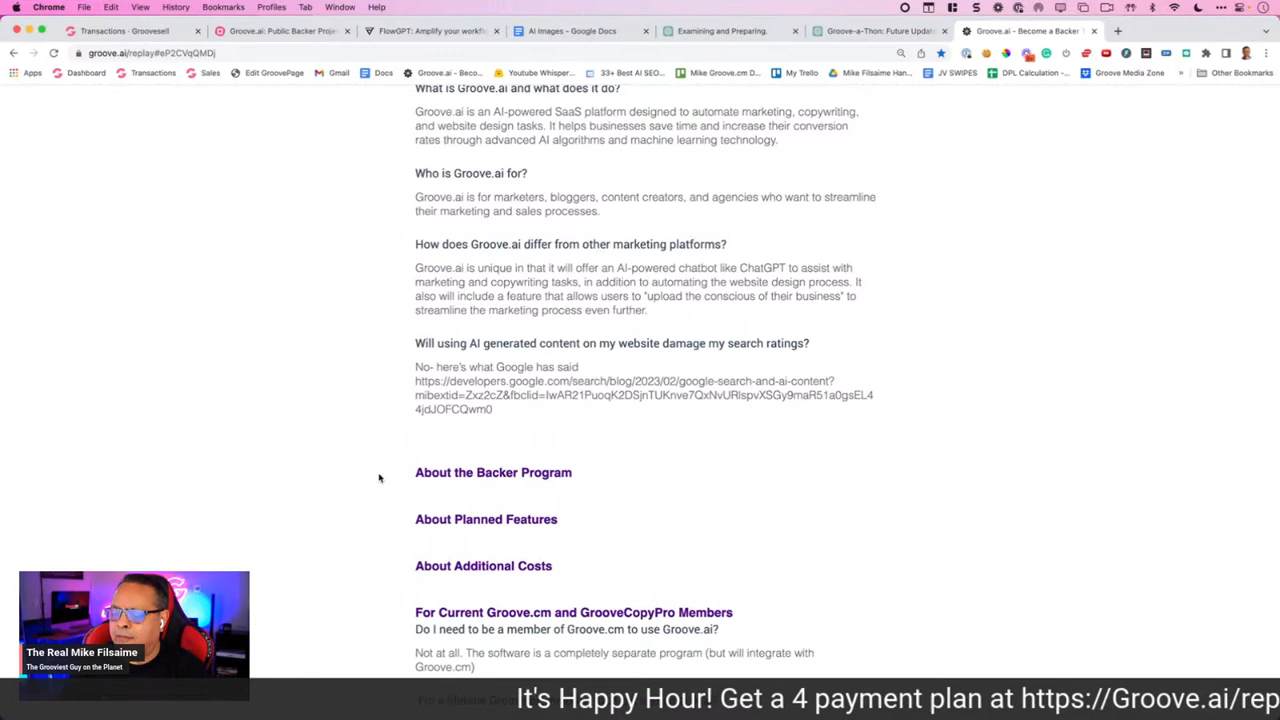 Chrome File Edit View History Bookmarks Profiles Tab Window Help
Transactions - Groovesell
Groove.ai: Public Backer Proje
FlowGPT: Amplify your workfl
AI Images - Google Docs
Examining and Preparing.
Groove-a-Thon: Future Updat
Groove.ai - Become a Backer
groove.ai/replay#eP2CVqQMDj
Apps Dashboard Transactions Sales Edit GroovePage Gmail Docs Groove.ai - Beco... Youtube Whisper... 33+ Best AI SEO... Mike Groove.cm D... My Trello Mike Filsaime Han... JV SWIPES DPL Calculation -... Groove Media Zone » Other Bookmarks
What is Groove.ai and what does it do?
Groove.ai is an AI-powered SaaS platform designed to automate marketing, copywriting,
and website design tasks. It helps businesses save time and increase their conversion
rates through advanced AI algorithms and machine learning technology.
Who is Groove.ai for?
Groove.ai is for marketers, bloggers, content creators, and agencies who want to streamline
their marketing and sales processes.
How does Groove.ai differ from other marketing platforms?
Groove.ai is unique in that it will offer an AI-powered chatbot like ChatGPT to assist with
marketing and copywriting tasks, in addition to automating the website design process. It
also will include a feature that allows users to "upload the conscious of their business" to
streamline the marketing process even further.
Will using AI generated content on my website damage my search ratings?
No- here's what Google has said
https://developers.google.com/search/blog/2023/02/google-search-and-ai-content?
mibextid=Zxz2cZ&fbclid=IwAR21PuoqK2DSjnTUKnve7QxNvURlspvXSGy9maR51a0gsEL4
4jdJOFCQwm0
About the Backer Program
About Planned Features
About Additional Costs
For Current Groove.cm and GrooveCopyPro Members
Do I need to be a member of Groove.cm to use Groove.ai?
Not at all. The software is a completely separate program (but will integrate with
Groove.cm)
The Real Mike Filsaime
The Grooviest Guy on the Planet
It's Happy Hour! Get a 4 payment plan at https://Groove.ai/rep